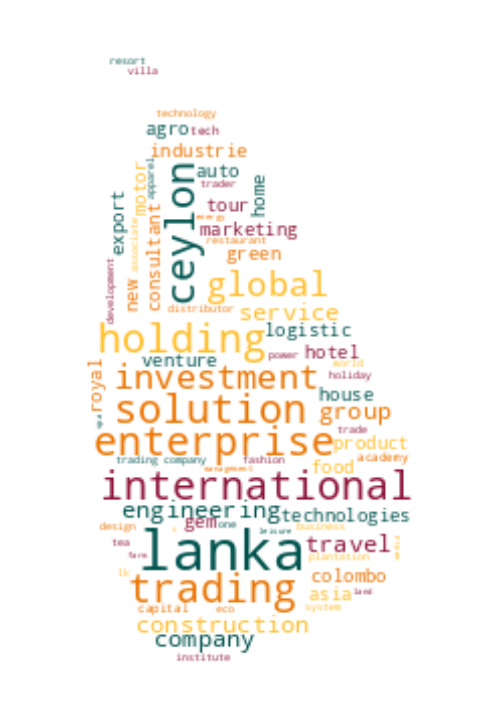 resort
villa
technology
agro
tech
industrie
auto
apparel
trader
motor
ceylon
home
export
tour
energy
marketing
associate
consultant
restaurant
green
development
new
global
distributor
service
holding
logistic
venture
power
hotel
world
royal
investment
holiday
house
solution
group
spa
trade
enterprise
product
trading company
fashion
academy
management
food
international
engineering
technologies
gem
one
design
business
leisure
lanka
travel
tea
media
farm
plantation
lk
trading
colombo
asia
land
capital
eco
system
construction
company
institute